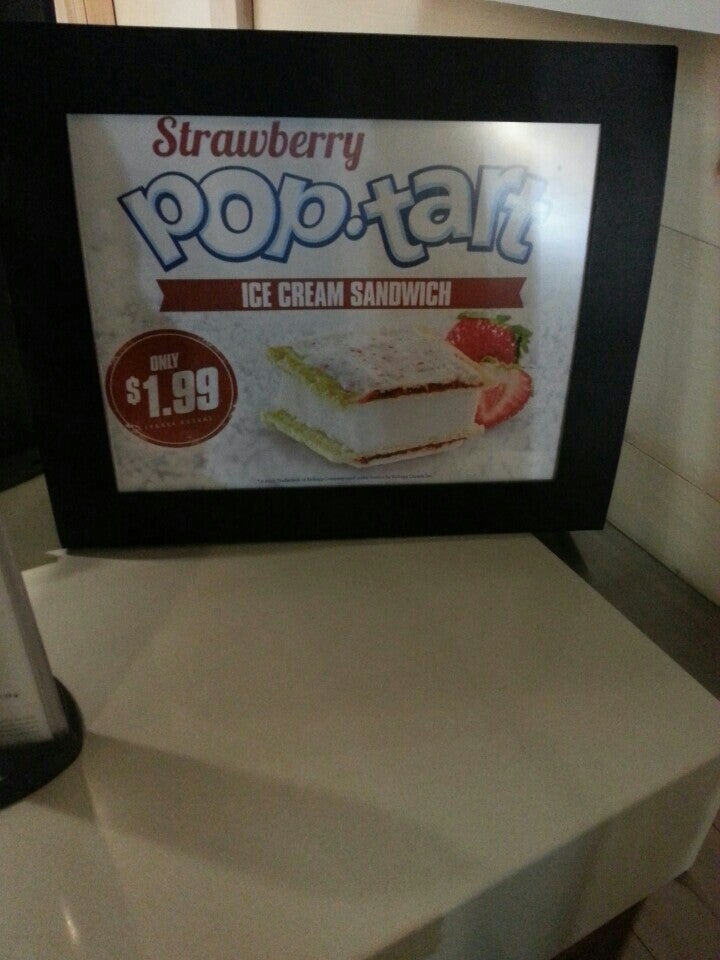 Strawberry
POP·tart
ICE CREAM SANDWICH
ONLY
$1.99